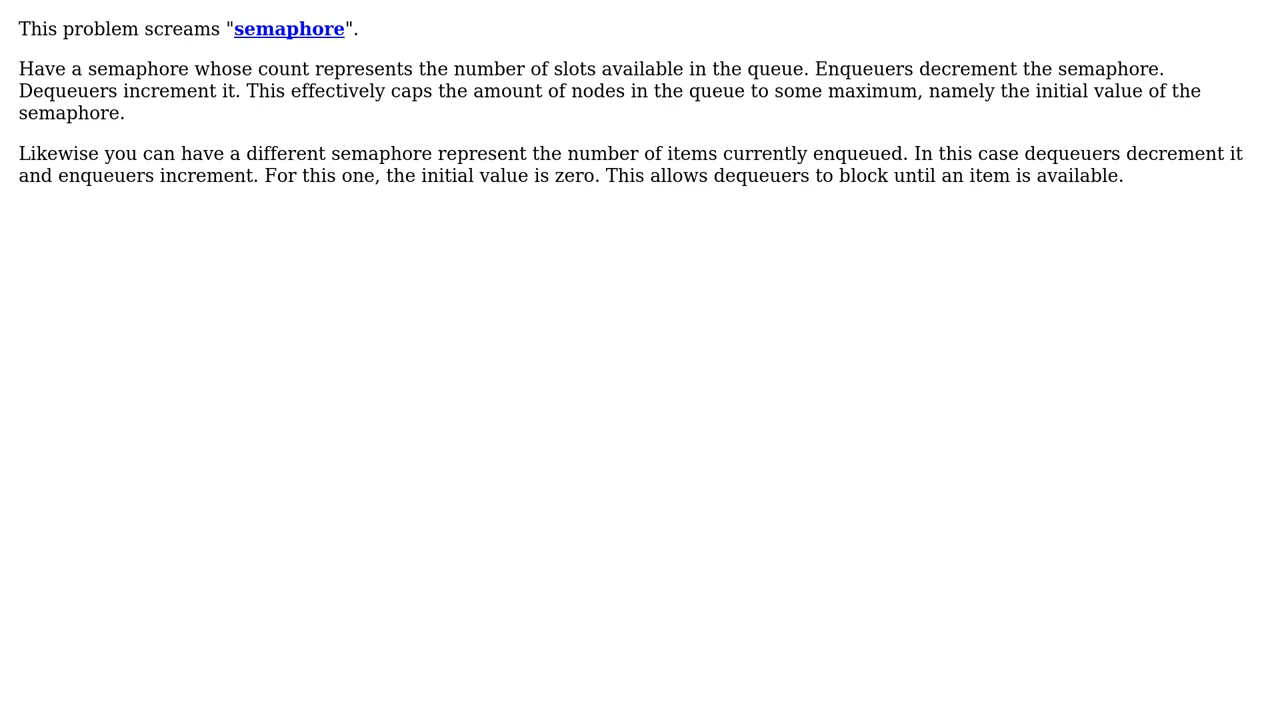 This problem screams "semaphore".
Have a semaphore whose count represents the number of slots available in the queue. Enqueuers decrement the semaphore.
Dequeuers increment it. This effectively caps the amount of nodes in the queue to some maximum, namely the initial value of the
semaphore.
Likewise you can have a different semaphore represent the number of items currently enqueued. In this case dequeuers decrement it
and enqueuers increment. For this one, the initial value is zero. This allows dequeuers to block until an item is available.